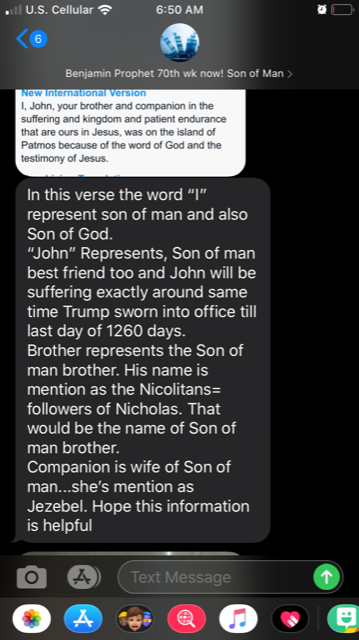 U.S. Cellular
6:50 AM
6
Benjamin Prophet 70th wk now! Son of Man >
New International Version
I, John, your brother and companion in the
suffering and kingdom and patient endurance
that are ours in Jesus, was on the island of
Patmos because of the word of God and the
testimony of Jesus.
In this verse the word “I”
represent son of man and also
Son of God.
“John” Represents, Son of man
best friend too and John will be
suffering exactly around same
time Trump sworn into office till
last day of 1260 days.
Brother represents the Son of
man brother. His name is
mention as the Nicolitans=
followers of Nicholas. That
would be the name of Son of
man brother.
Companion is wife of Son of
man...she’s mention as
Jezebel. Hope this information
is helpful
Text Message